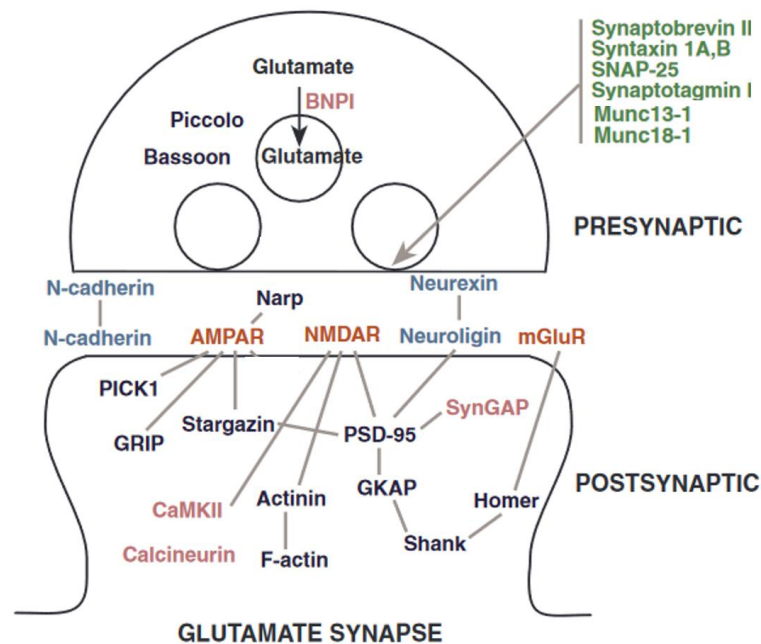 Synaptobrevin II
Syntaxin 1A,B
SNAP-25
Synaptotagmin I
Munc13-1
Munc18-1
Glutamate
BNPI
Piccolo
Bassoon
Glutamate
PRESYNAPTIC
N-cadherin
Neurexin
Narp
N-cadherin
AMPAR
NMDAR
Neuroligin
mGluR
PICK1
GRIP
Stargazin
PSD-95
SynGAP
GKAP
POSTSYNAPTIC
CaMKII
Actinin
Homer
Shank
Calcineurin
F-actin
GLUTAMATE SYNAPSE